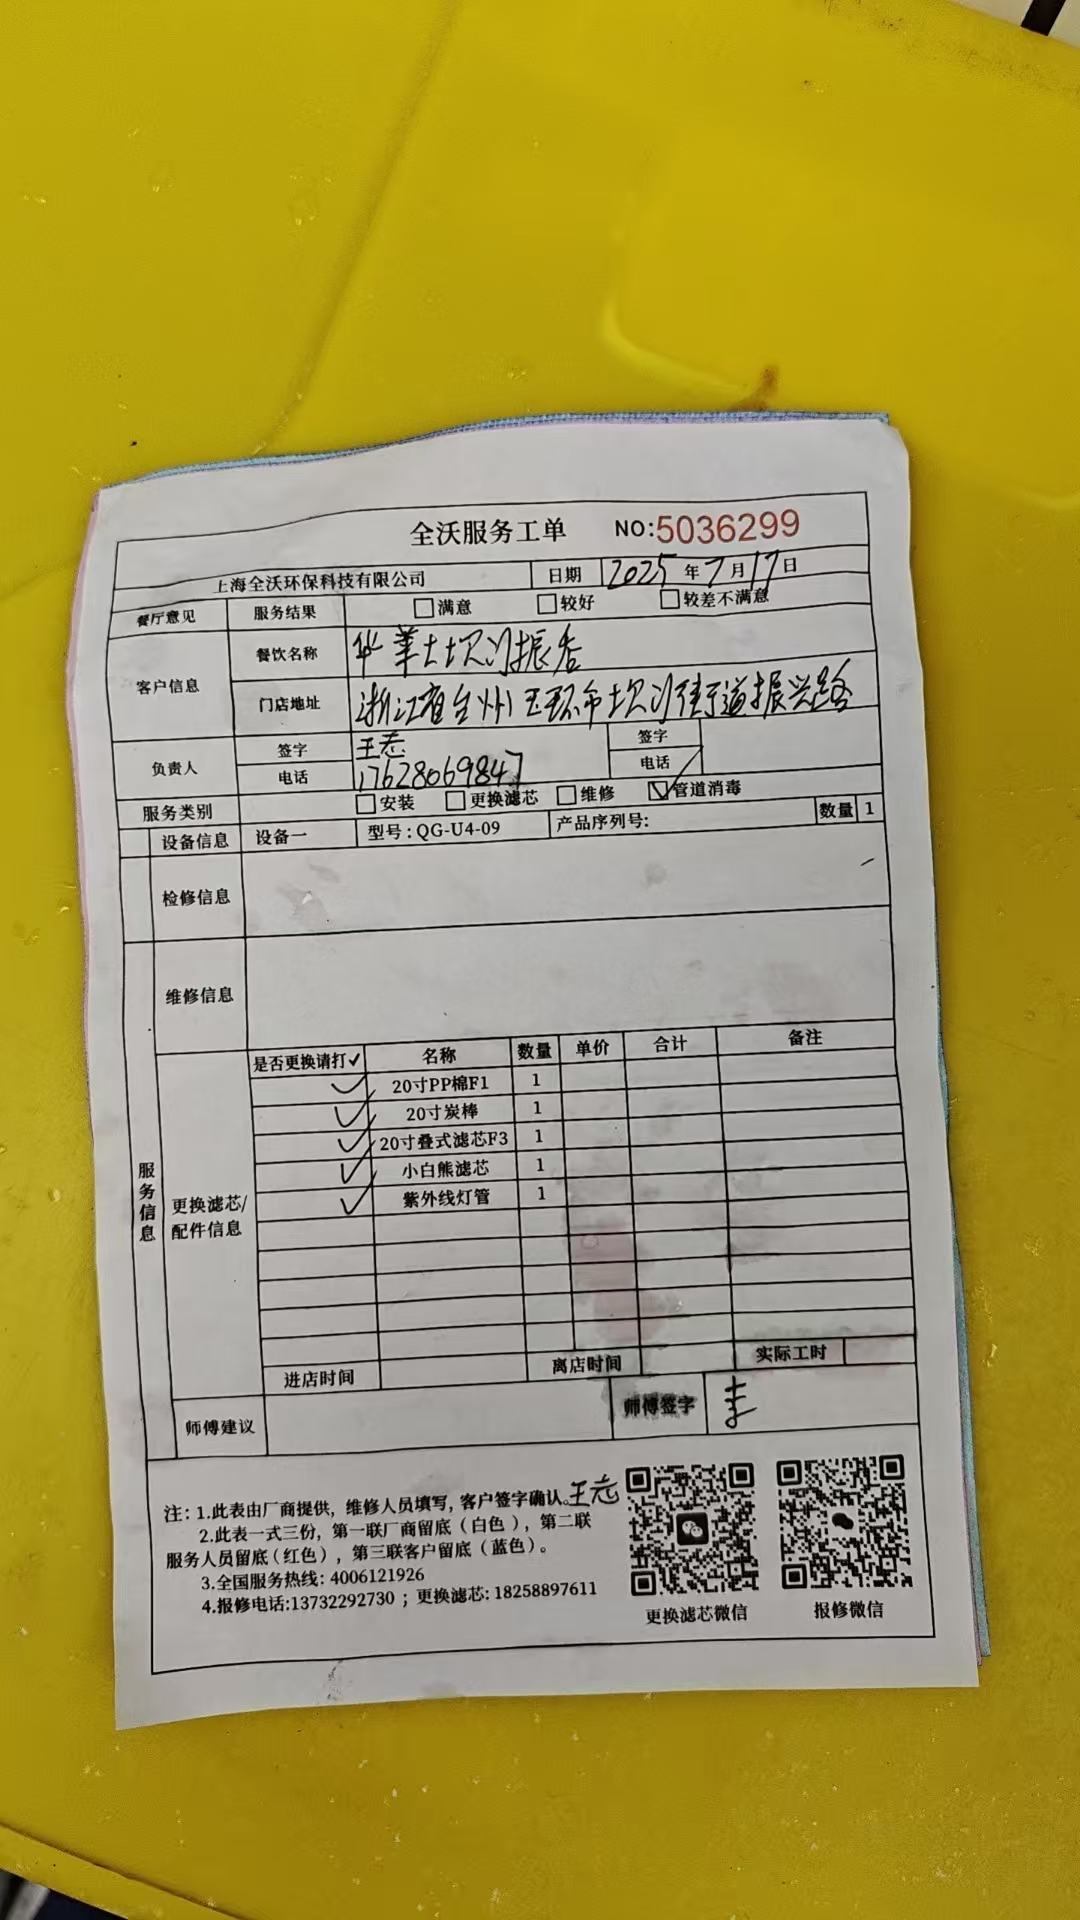 全沃服务工单 NO:5036299
上海全沃环保科技有限公司 日期 2025年7月17日
餐厅意见 服务结果 □满意 □较好 □较差不满意
客户信息
餐饮名称 华莱士坎门振香
门店地址 浙江省台州玉环市坎门街道振兴路
负责人 签字 王志 签字
电话 17628069847 电话
服务类别 □安装 □更换滤芯 □维修 ☑管道消毒
设备信息 设备一 型号:QG-U4-09 产品序列号: 数量 1
检修信息
维修信息
服务信息
更换滤芯/
配件信息
是否更换请打✓ 名称 数量 单价 合计 备注
✓ 20寸PP棉F1 1
✓ 20寸炭棒 1
✓ 20寸叠式滤芯F3 1
✓ 小白熊滤芯 1
✓ 紫外线灯管 1
进店时间 离店时间 实际工时
师傅建议 师傅签字
注: 1.此表由厂商提供，维修人员填写，客户签字确认。王志
2.此表一式三份，第一联厂商留底（白色），第二联
服务人员留底（红色），第三联客户留底（蓝色）。
3.全国服务热线: 4006121926
4.报修电话:13732292730；更换滤芯: 18258897611
更换滤芯微信 报修微信